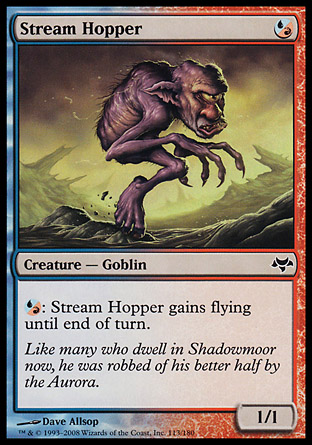 Stream Hopper
Creature — Goblin
: Stream Hopper gains flying
until end of turn.
Like many who dwell in Shadowmoor
now, he was robbed of his better half by
the Aurora.
Dave Allsop
™ & © 1993–2008 Wizards of the Coast, Inc. 113/180
1/1